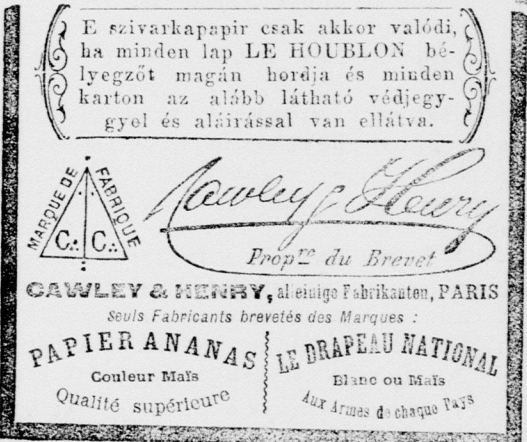 E szivarkapapir csak akkor valódi,
ha minden lap LE HOUBLON bé-
lyegzőt magán hordja és minden
karton az alább látható védjegy-
gyel és aláirással van ellátva.
MARQUE DE FABRIQUE
C. C.
Cawley & Henry
Prop.re du Brevet
CAWLEY & HENRY, alleinige Fabrikanten, PARIS
Seuls Fabricants brevetés des Marques :
PAPIER ANANAS
Couleur Maïs
Qualité supérieure
LE DRAPEAU NATIONAL
Blanc ou Maïs
Aux Armes de chaque Pays